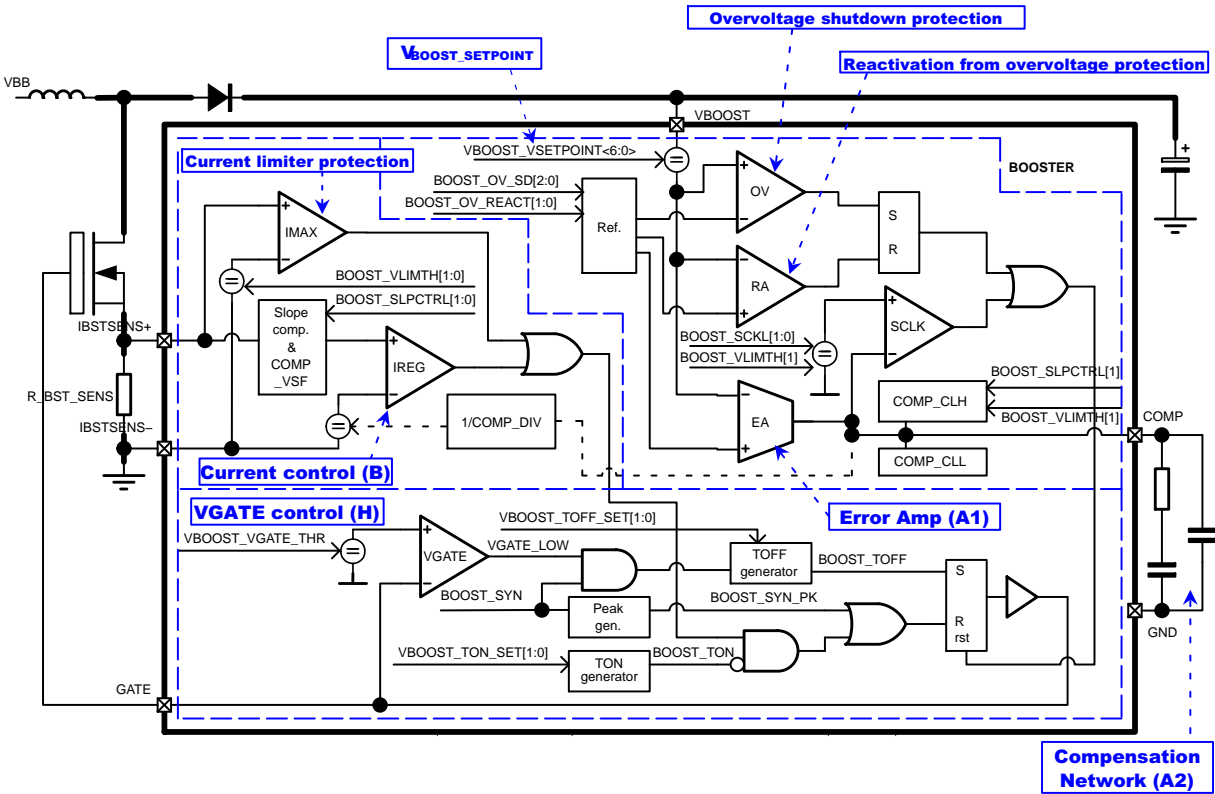 Overvoltage shutdown protection
VBOOST_SETPOINT
Reactivation from overvoltage protection
VBB
VBOOST
VBOOST_VSETPOINT<6:0>
BOOSTER
Current limiter protection
BOOST_OV_SD[2:0]
BOOST_OV_REACT[1:0]
Ref.
+
OV
−
S
R
+
IMAX
−
BOOST_VLIMTH[1:0]
BOOST_SLPCTRL[1:0]
−
RA
+
+
SCLK
−
+
IBSTSENS+
Slope
comp.
&
COMP
_VSF
+
IREG
−
BOOST_SCKL[1:0]
BOOST_VLIMTH[1]
BOOST_SLPCTRL[1]
COMP_CLH
BOOST_VLIMTH[1]
COMP
R_BST_SENS
IBSTSENS−
1/COMP_DIV
−
EA
+
COMP_CLL
Current control (B)
VGATE control (H)
Error Amp (A1)
VBOOST_TOFF_SET[1:0]
VBOOST_VGATE_THR
+
VGATE
−
VGATE_LOW
TOFF
generator
BOOST_TOFF
S
R
rst
BOOST_SYN
Peak
gen.
BOOST_SYN_PK
GND
VBOOST_TON_SET[1:0]
TON
generator
BOOST_TON
GATE
Compensation
Network (A2)